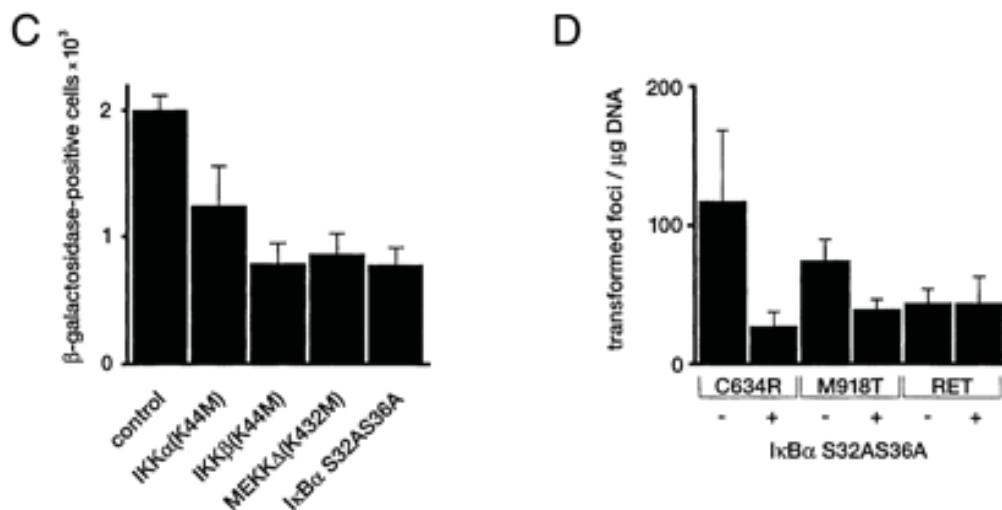 C
β-galactosidase-positive cells × 10³
2
1
0
control
IKKα(K44M)
IKKβ(K44M)
MEKKΔ(K432M)
IκBα S32AS36A
D
transformed foci / μg DNA
200
100
0
C634R M918T RET
- + - + - +
IκBα S32AS36A